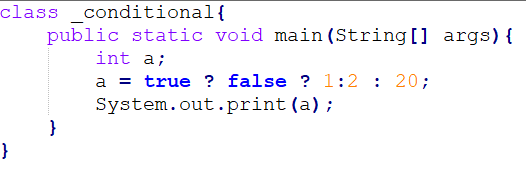 class _conditional{
    public static void main(String[] args){
        int a;
        a = true ? false ? 1:2 : 20;
        System.out.print(a);
    }
}